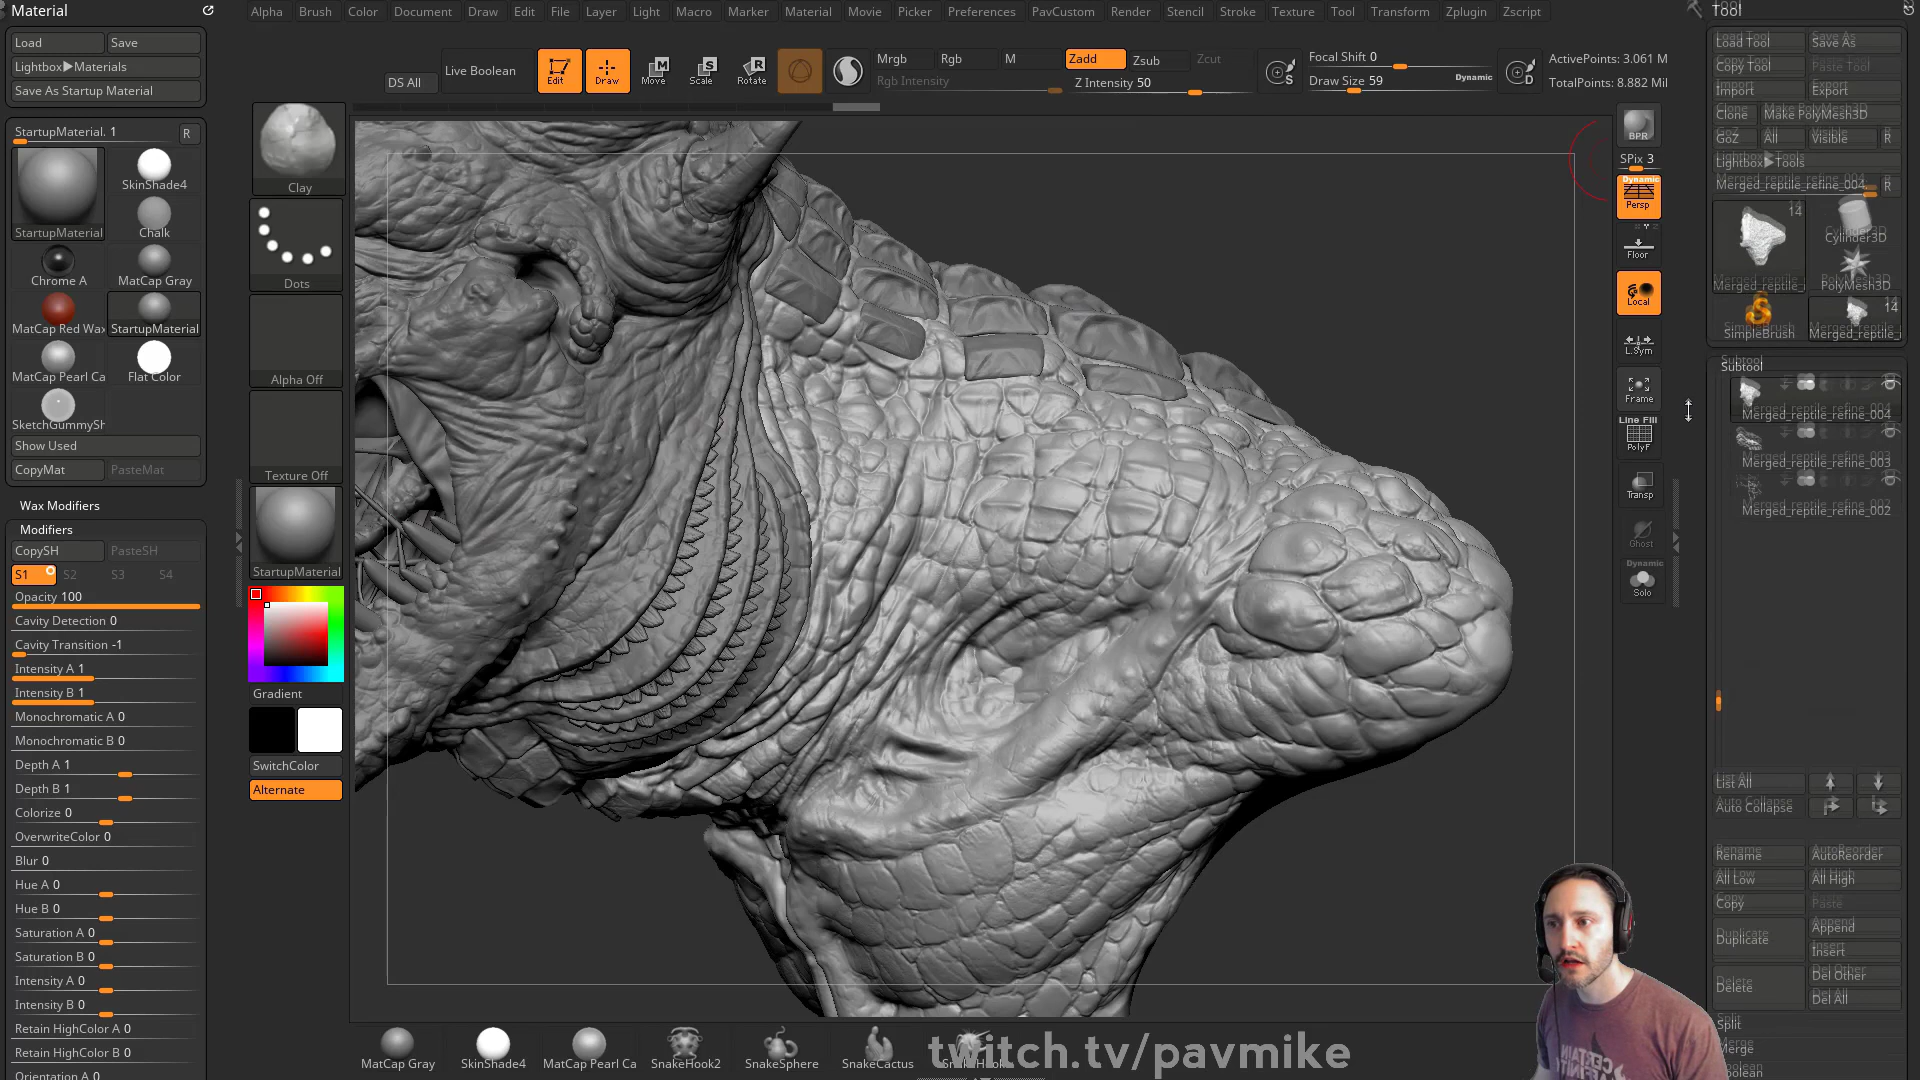 Material
Load
Save
Lightbox▶Materials
Save As Startup Material
StartupMaterial. 1
R
StartupMaterial
SkinShade4
Chalk
Chrome A
MatCap Gray
MatCap Red Wax
StartupMaterial
MatCap Pearl Ca
Flat Color
SketchGummySh
Show Used
CopyMat
PasteMat
Wax Modifiers
Modifiers
CopySH
PasteSH
S1
S2
S3
S4
Opacity 100
Cavity Detection 0
Cavity Transition -1
Intensity A 1
Intensity B 1
Monochromatic A 0
Monochromatic B 0
Depth A 1
Depth B 1
Colorize 0
OverwriteColor 0
Blur 0
Hue A 0
Hue B 0
Saturation A 0
Saturation B 0
Intensity A 0
Intensity B 0
Retain HighColor A 0
Retain HighColor B 0
Orientation A 0
Alpha Brush Color Document Draw Edit File Layer Light Macro Marker Material Movie Picker Preferences PavCustom Render Stencil Stroke Texture Tool Transform Zplugin Zscript
DS All
Live Boolean
Edit
Draw
Move
Scale
Rotate
Mrgb
Rgb
M
Rgb Intensity
Zadd
Zsub
Zcut
Z Intensity 50
Focal Shift 0
Draw Size 59
Dynamic
ActivePoints: 3.061 M
TotalPoints: 8.882 Mil
Clay
Dots
Alpha Off
Texture Off
StartupMaterial
Gradient
SwitchColor
Alternate
BPR
SPix 3
Dynamic
Persp
Floor
Local
L.Sym
Frame
Line Fill
PolyF
Transp
Ghost
Dynamic
Solo
Tool
Load Tool
Save As
Copy Tool
Paste Tool
Import
Export
Clone
Make PolyMesh3D
GoZ
All
Visible
R
Lightbox▶Tools
Merged_reptile_refine_004.
R
14
Merged_reptile_
Cylinder3D
PolyMesh3D
SimpleBrush
14
Merged_reptile_
Subtool
Merged_reptile_refine_004
Merged_reptile_refine_003
Merged_reptile_refine_002
List All
Auto Collapse
Rename
AutoReorder
All Low
All High
Copy
Paste
Duplicate
Append
Insert
Delete
Del Other
Del All
Split
Merge
Boolean
MatCap Gray
SkinShade4
MatCap Pearl Ca
SnakeHook2
SnakeSphere
SnakeCactus
twitch.tv/pavmike